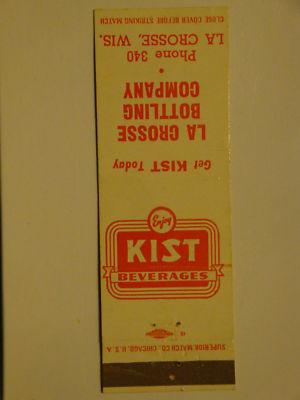 Enjoy
KIST
BEVERAGES
SUPERIOR MATCH CO. CHICAGO, U.S.A.
Get KIST Today
LA CROSSE
BOTTLING
COMPANY
•
Phone 340
LA CROSSE, WIS.
CLOSE COVER BEFORE STRIKING MATCH